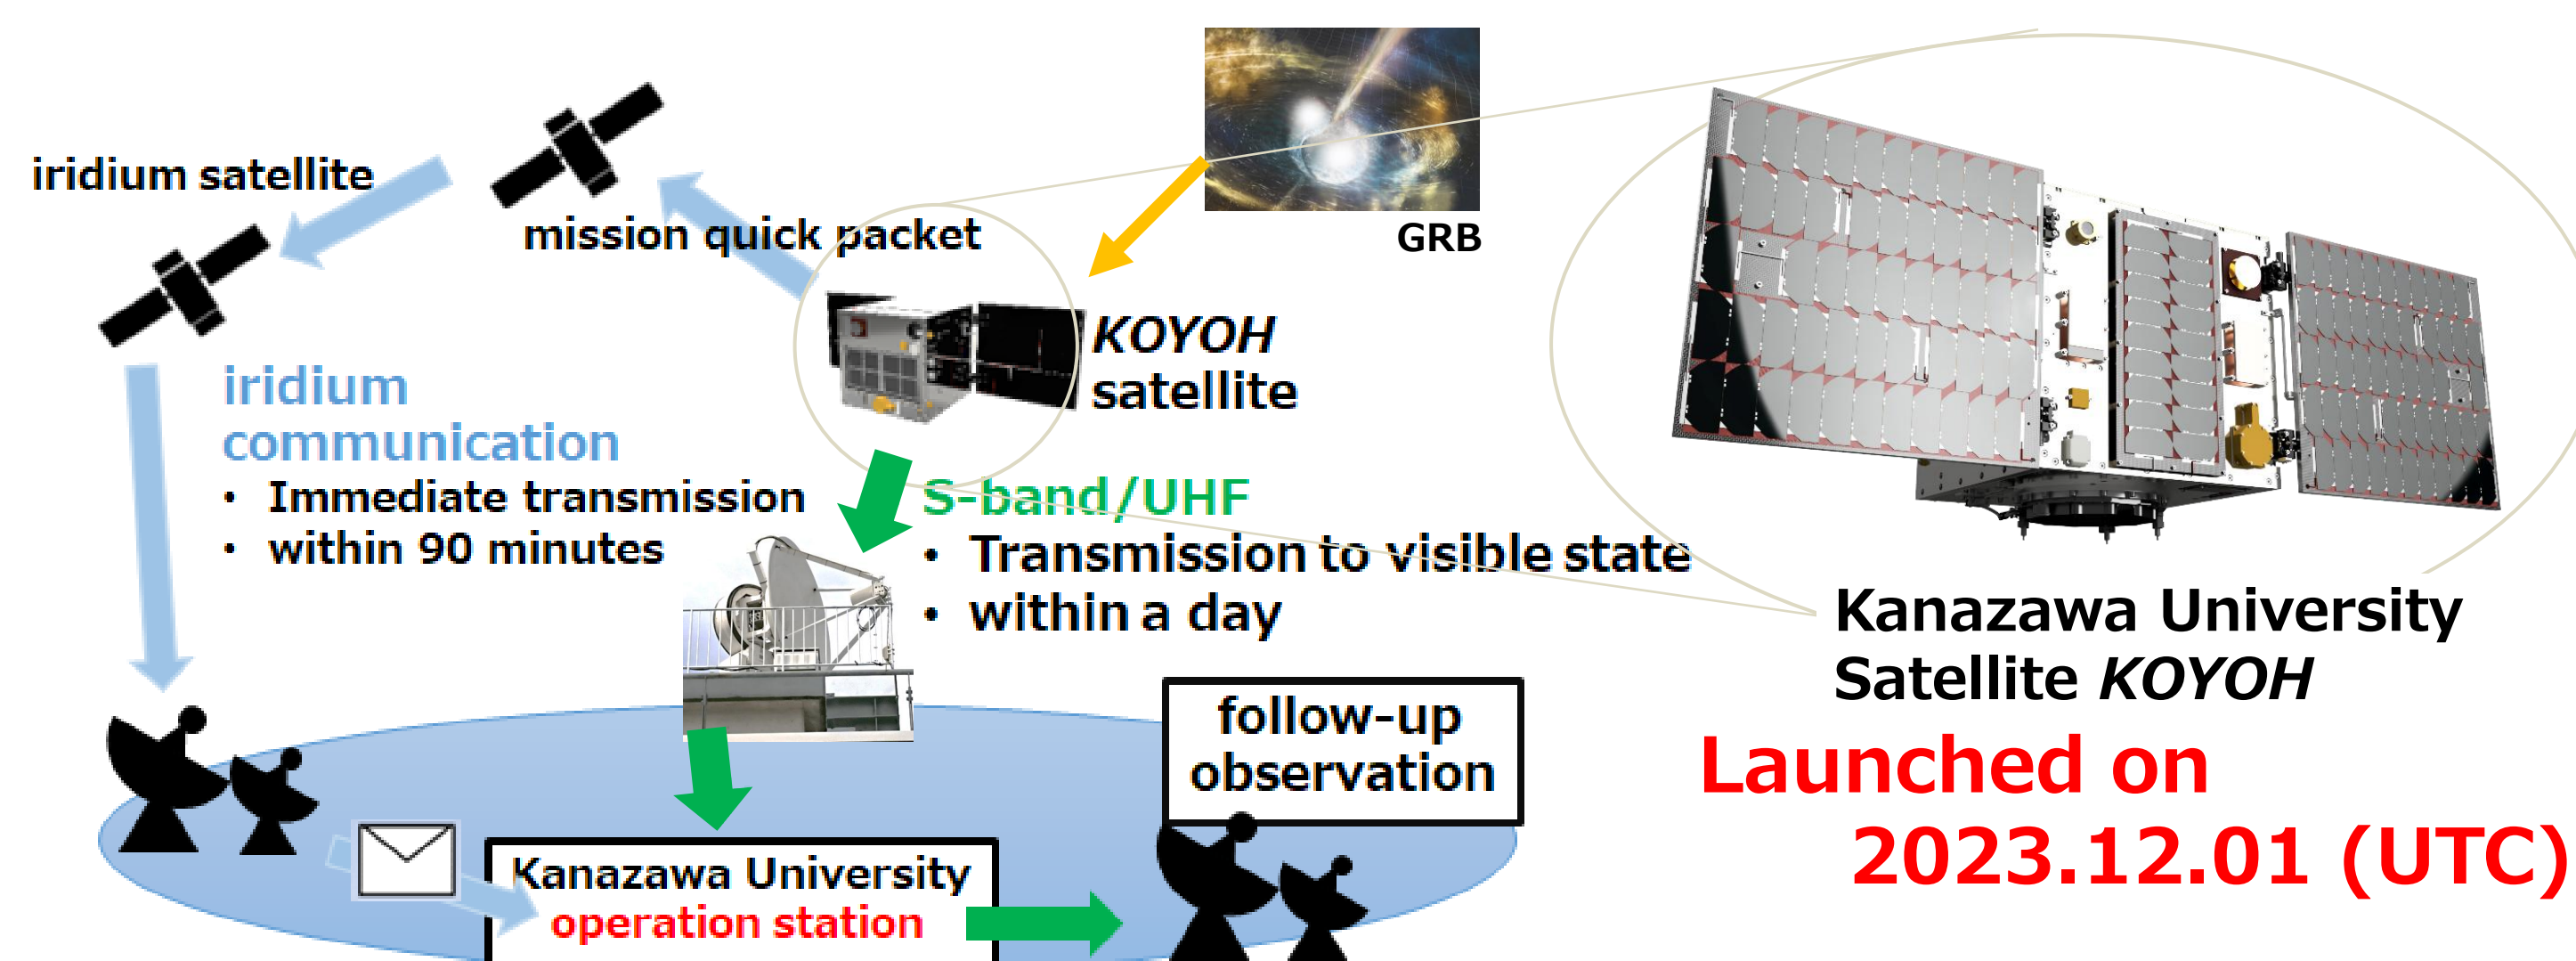 iridium satellite
mission quick packet
GRB
KOYOH
satellite
iridium
communication
• Immediate transmission
• within 90 minutes
S-band/UHF
• Transmission to visible state
• within a day
follow-up
observation
Kanazawa University
operation station
Kanazawa University
Satellite KOYOH
Launched on
2023.12.01 (UTC)